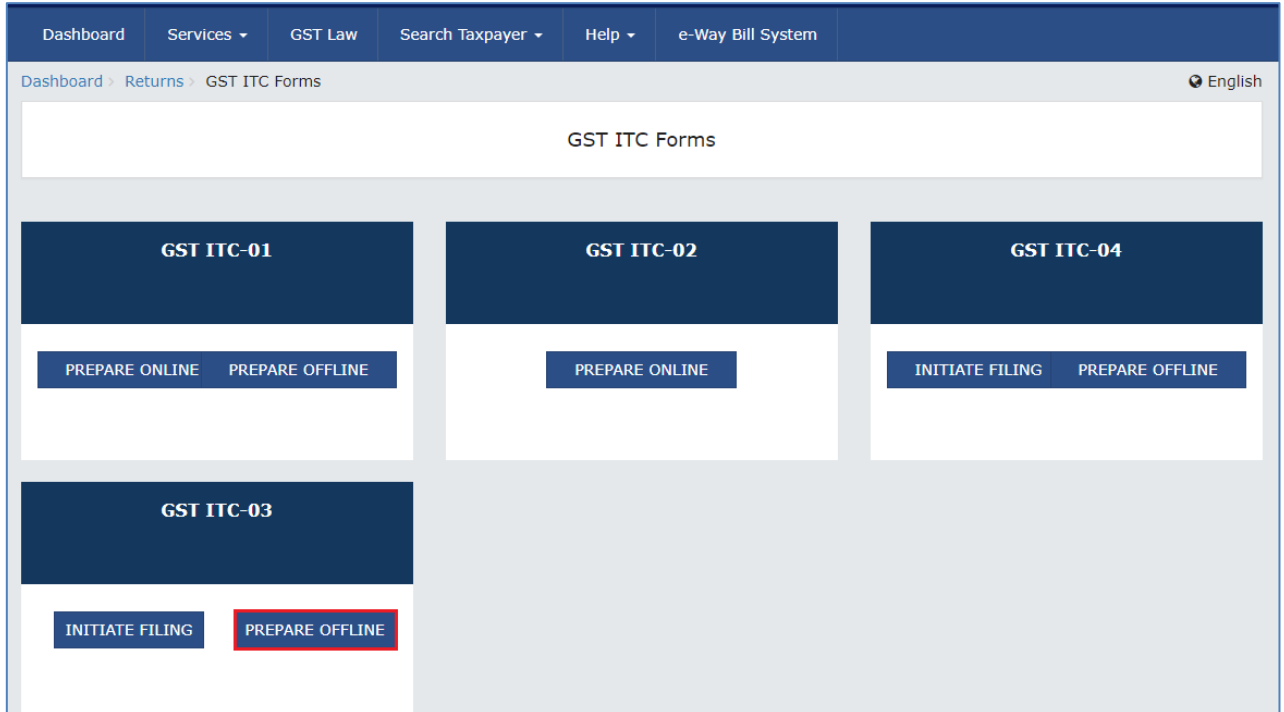 Dashboard Services GST Law Search Taxpayer Help e-Way Bill System
Dashboard > Returns > GST ITC Forms English
GST ITC Forms
GST ITC-01 GST ITC-02 GST ITC-04
PREPARE ONLINE PREPARE OFFLINE PREPARE ONLINE INITIATE FILING PREPARE OFFLINE
GST ITC-03
INITIATE FILING PREPARE OFFLINE